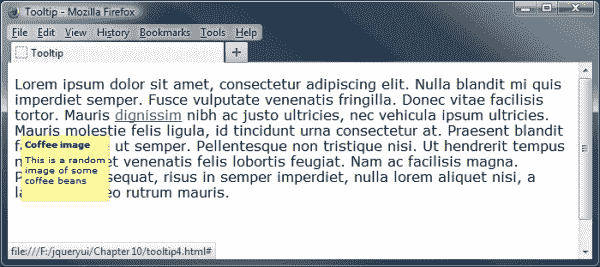 Tooltip - Mozilla Firefox
File Edit View History Bookmarks Tools Help
Tooltip
Lorem ipsum dolor sit amet, consectetur adipiscing elit. Nulla blandit mi quis
imperdiet semper. Fusce vulputate venenatis fringilla. Donec vitae facilisis
tortor. Mauris dignissim nibh ac justo ultricies, nec vehicula ipsum ultricies.
Mauris molestie felis ligula, id tincidunt urna consectetur at. Praesent blandit
ut semper. Pellentesque non tristique nisi. Ut hendrerit tempus
et venenatis felis lobortis feugiat. Nam ac facilisis magna.
sequat, risus in semper imperdiet, nulla lorem aliquet nisi, a
eo rutrum mauris.
Coffee image
This is a random
image of some
coffee beans
file:///F:/jqueryui/Chapter10/tooltip4.html#